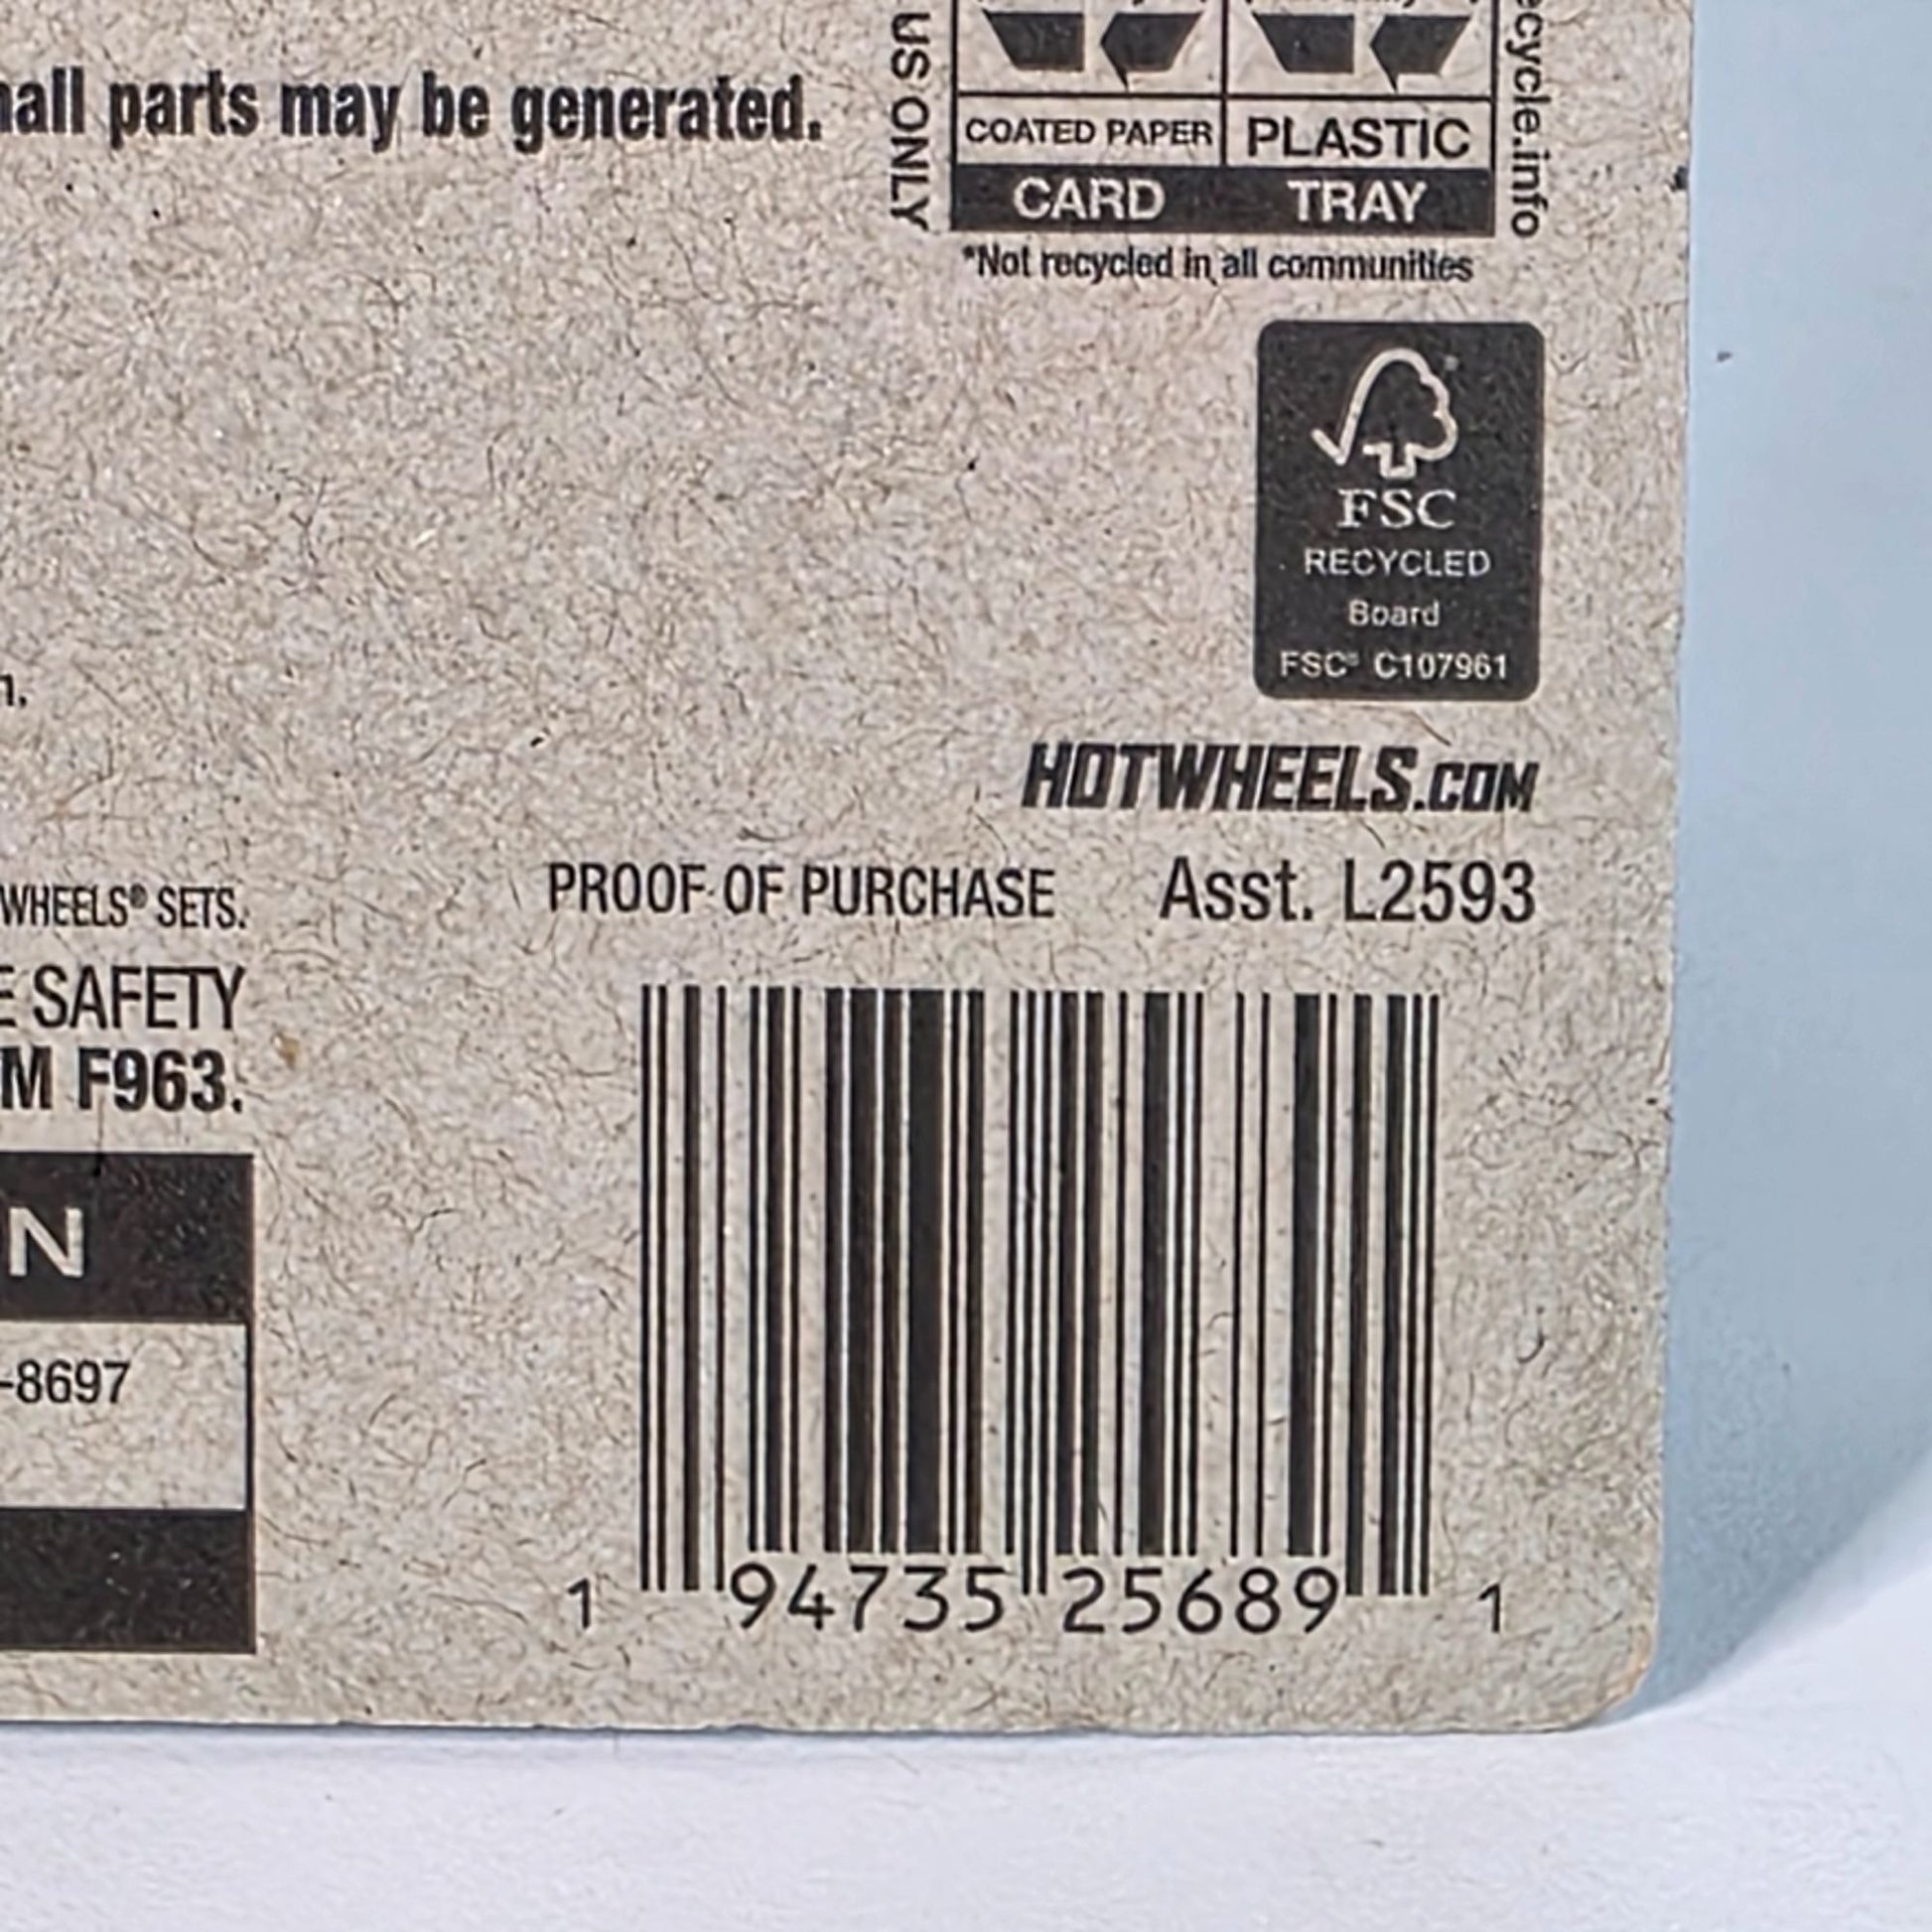 US ONLY
COATED PAPER PLASTIC
CARD TRAY
ecycle.info
*Not recycled in all communities
mall parts may be generated.
FSC
RECYCLED
Board
FSC® C107961
n.
HOTWHEELS.COM
PROOF OF PURCHASE Asst. L2593
WHEELS® SETS.
E SAFETY
M F963.
N
-8697
1 94735 25689 1